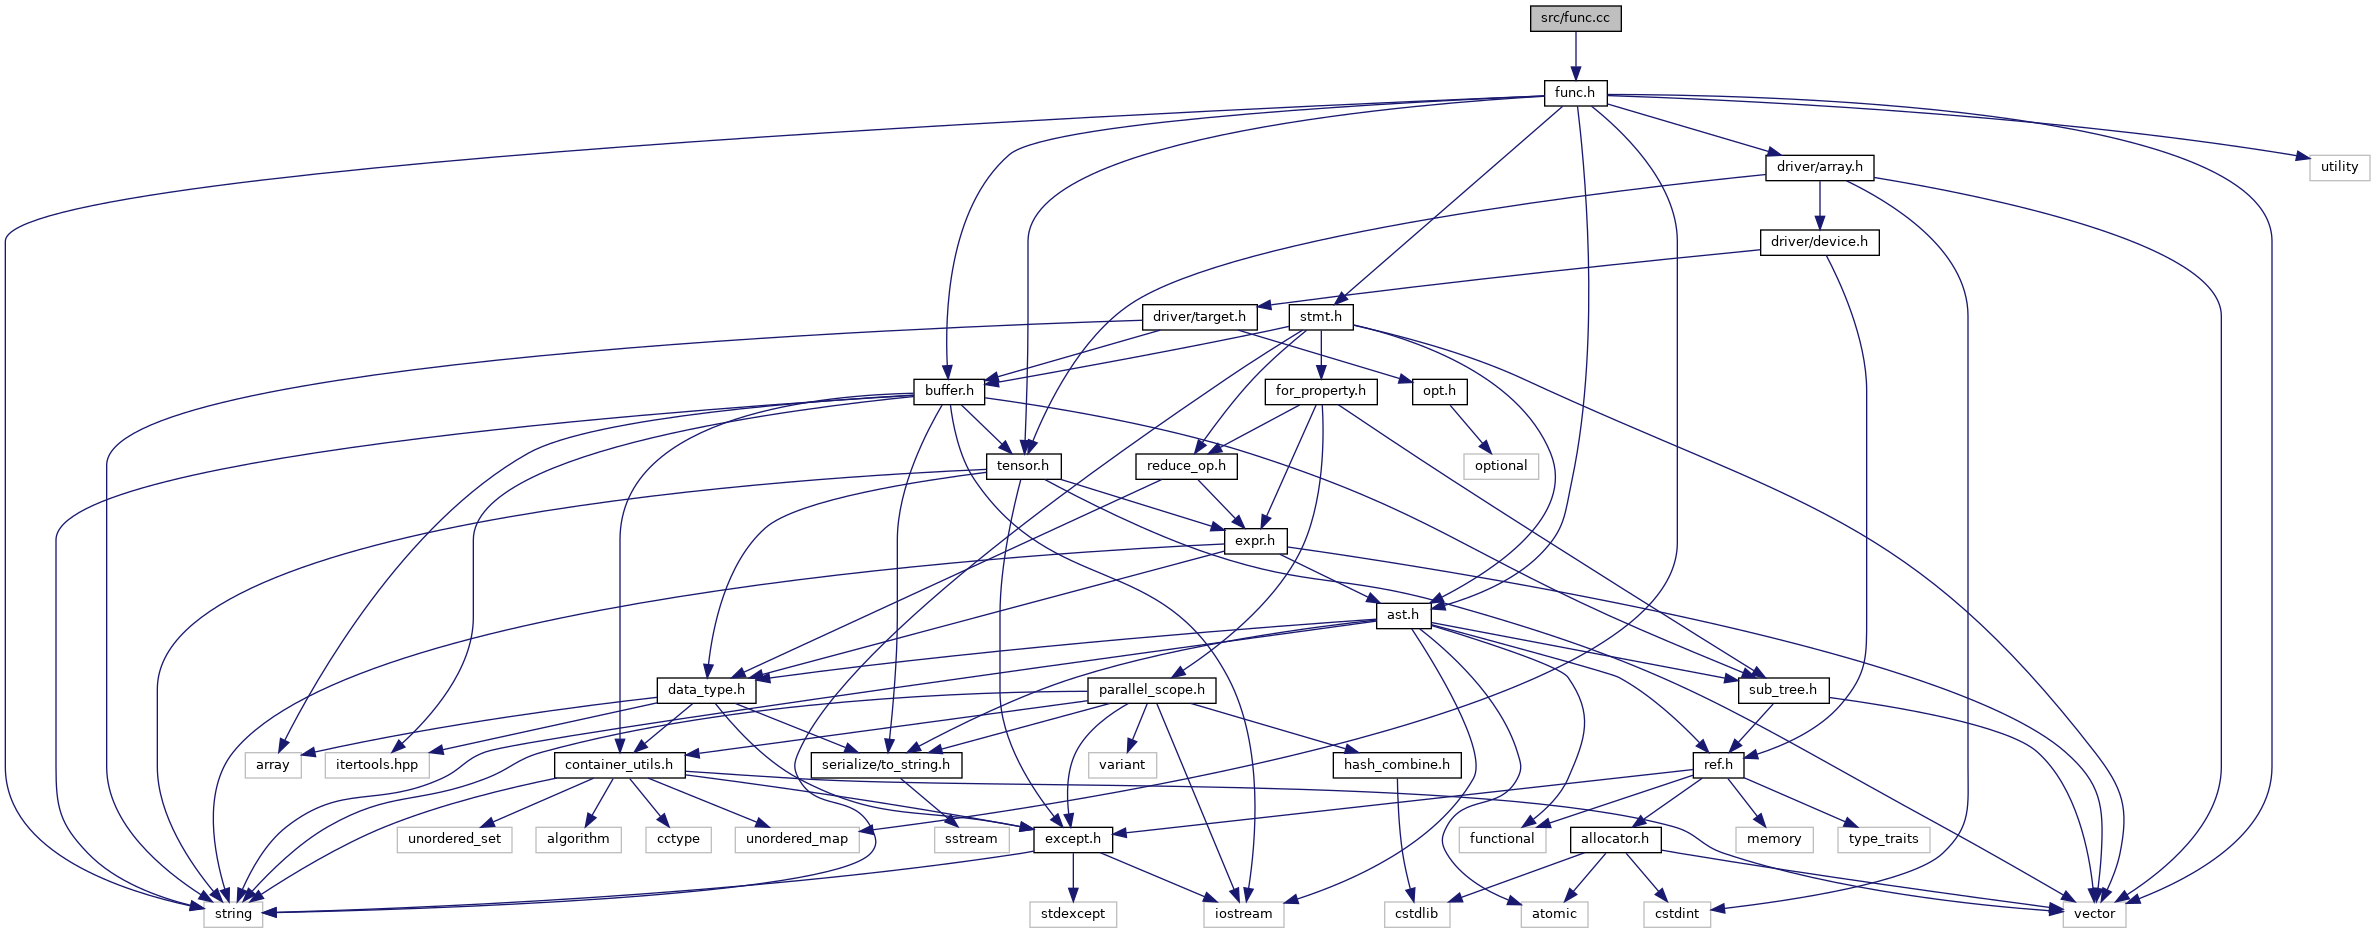 src/func.cc
func.h
driver/array.h
utility
driver/device.h
driver/target.h
stmt.h
buffer.h
for_property.h
opt.h
tensor.h
reduce_op.h
optional
expr.h
ast.h
data_type.h
parallel_scope.h
sub_tree.h
array
itertools.hpp
container_utils.h
serialize/to_string.h
variant
hash_combine.h
ref.h
unordered_set
algorithm
cctype
unordered_map
sstream
except.h
functional
allocator.h
memory
type_traits
string
stdexcept
iostream
cstdlib
atomic
cstdint
vector